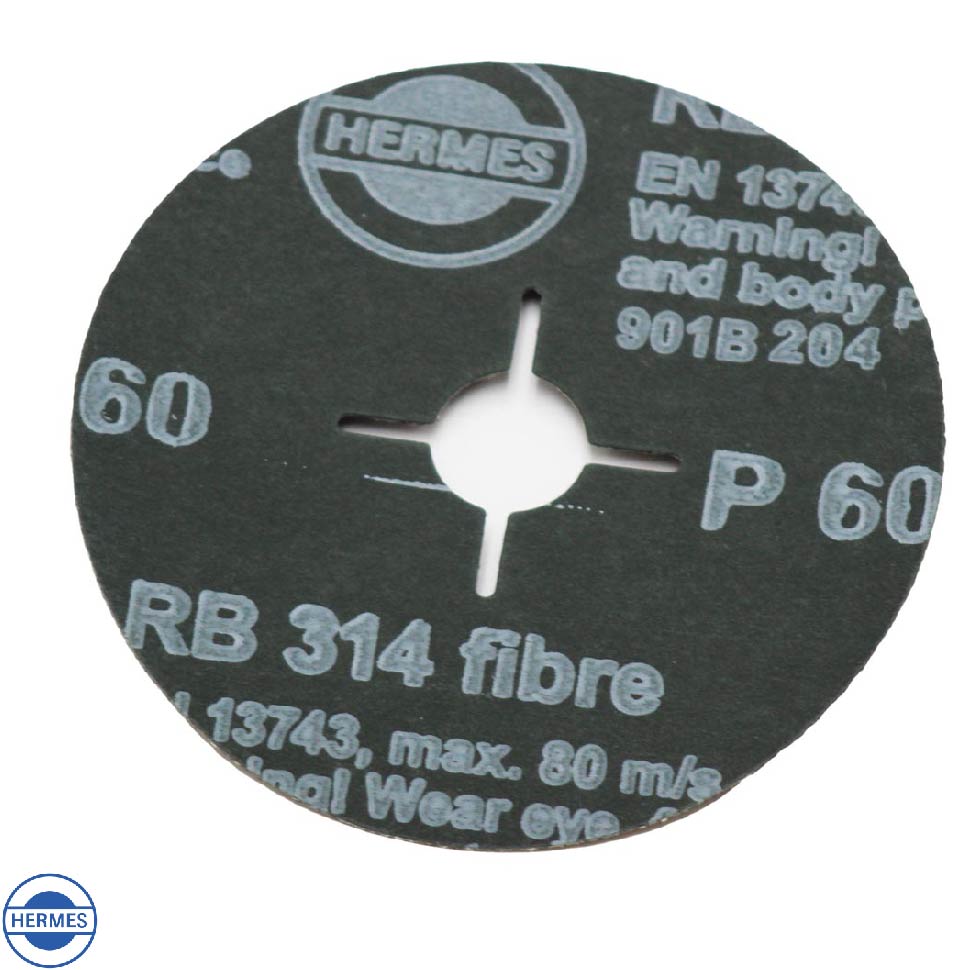 HERMES
EN 1374
Warning!
and body
901B 204
60
P 60
RB 314 fibre
13743, max. 80 m/s
Wear eye,
HERMES